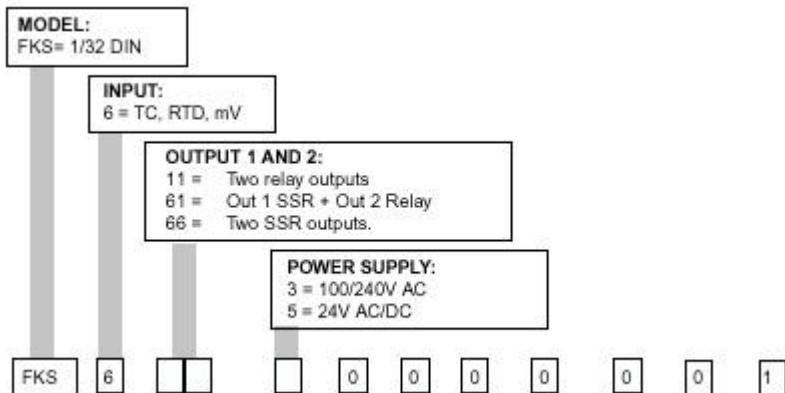 MODEL:
FKS= 1/32 DIN
INPUT:
6 = TC, RTD, mV
OUTPUT 1 AND 2:
11 = Two relay outputs
61 = Out 1 SSR + Out 2 Relay
66 = Two SSR outputs.
POWER SUPPLY:
3 = 100/240V AC
5 = 24V AC/DC
FKS 6 0 0 0 0 0 0 1